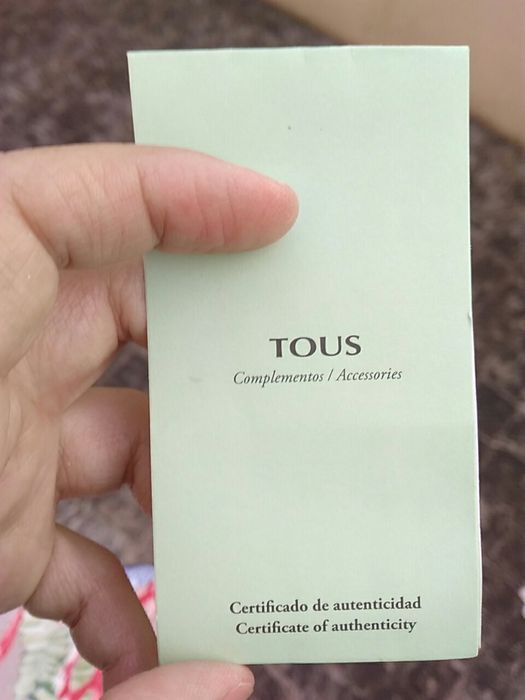 TOUS
Complementos / Accessories
Certificado de autenticidad
Certificate of authenticity